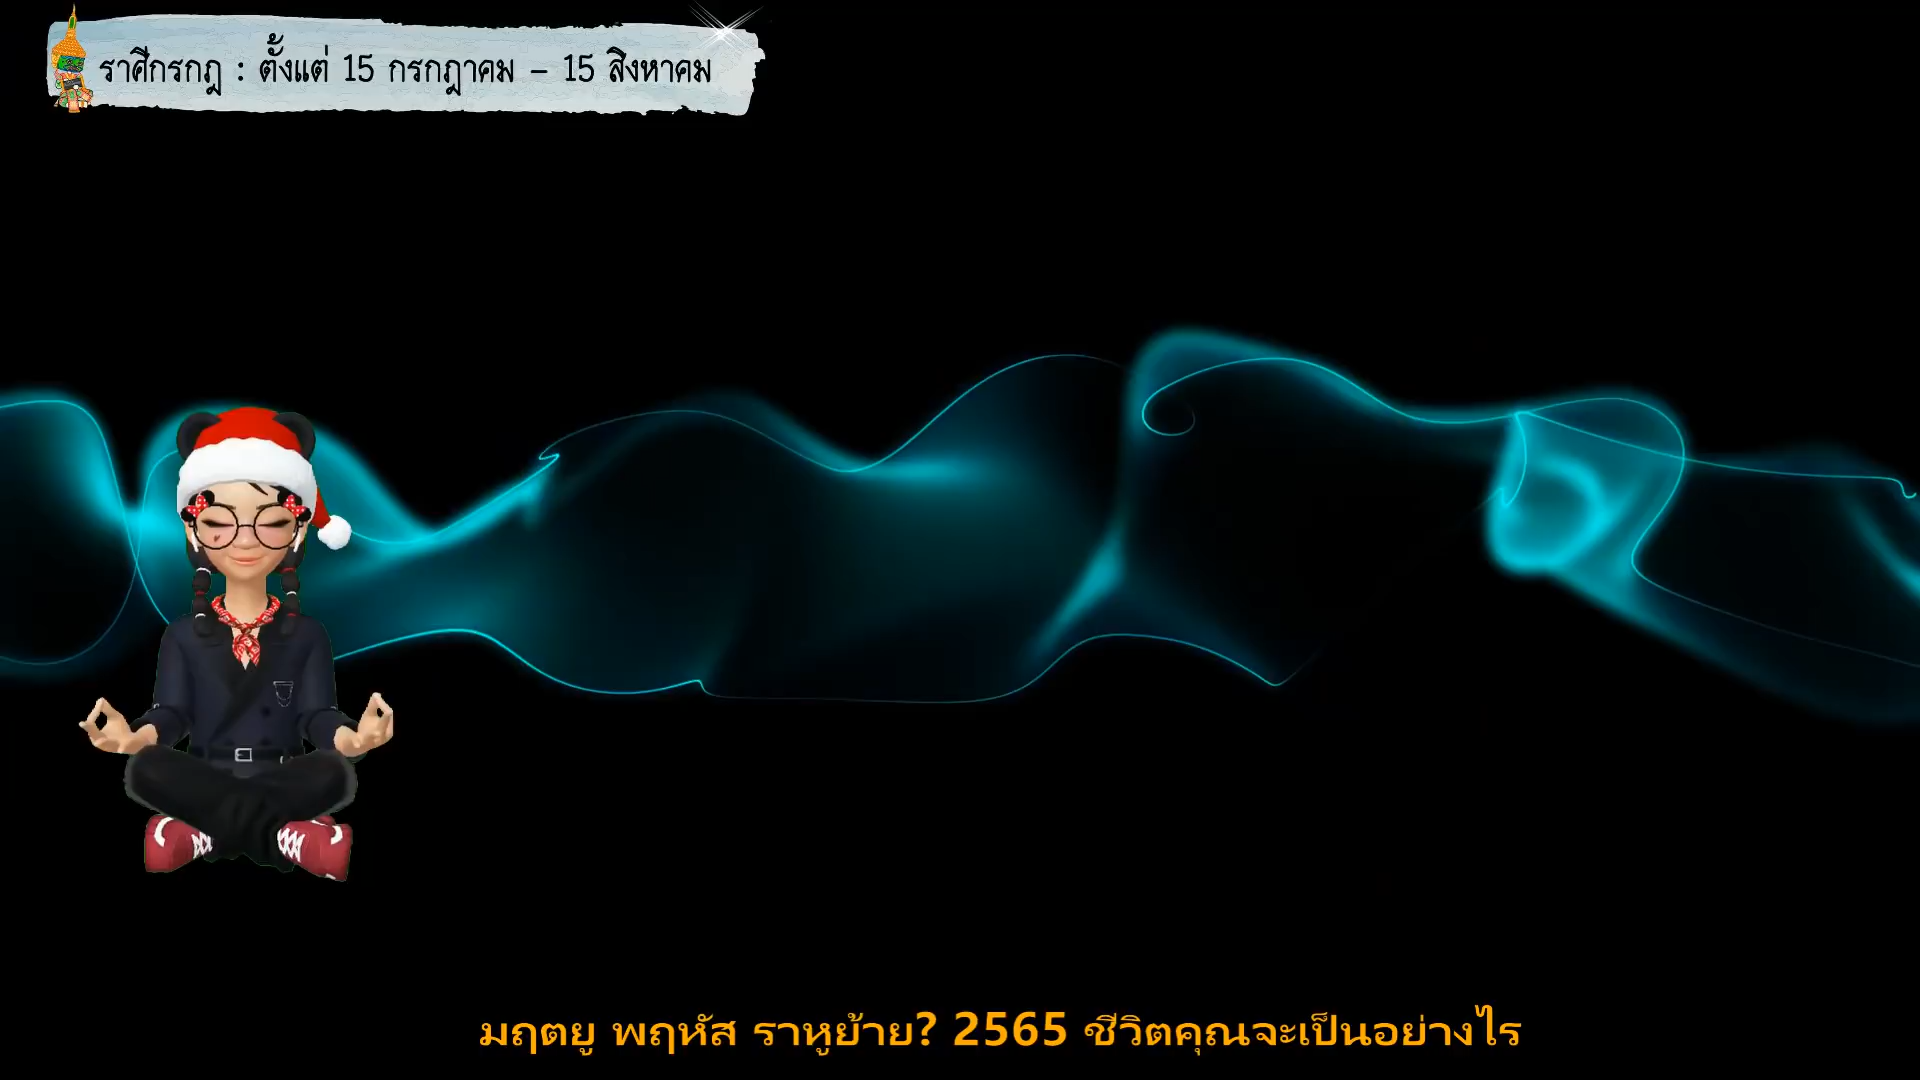 ราศีกรกฎ : ตั้งแต่ 15 กรกฎาคม – 15 สิงหาคม
มฤตยู พฤหัส ราหูย้าย? 2565 ชีวิตคุณจะเป็นอย่างไร